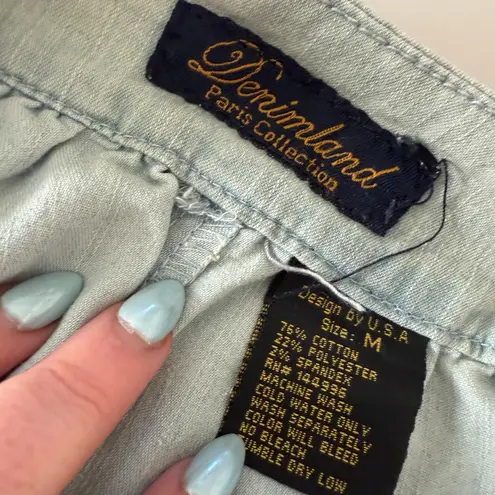 Denimland
Paris Collection
Design by U.S.A
Size: M
76% COTTON
22% POLYESTER
2% SPANDEX
RN# 144996
MACHINE WASH
COLD WATER ONLY
WASH SEPARATELY
COLOR WILL BLEED
NO BLEACH
TUMBLE DRY LOW